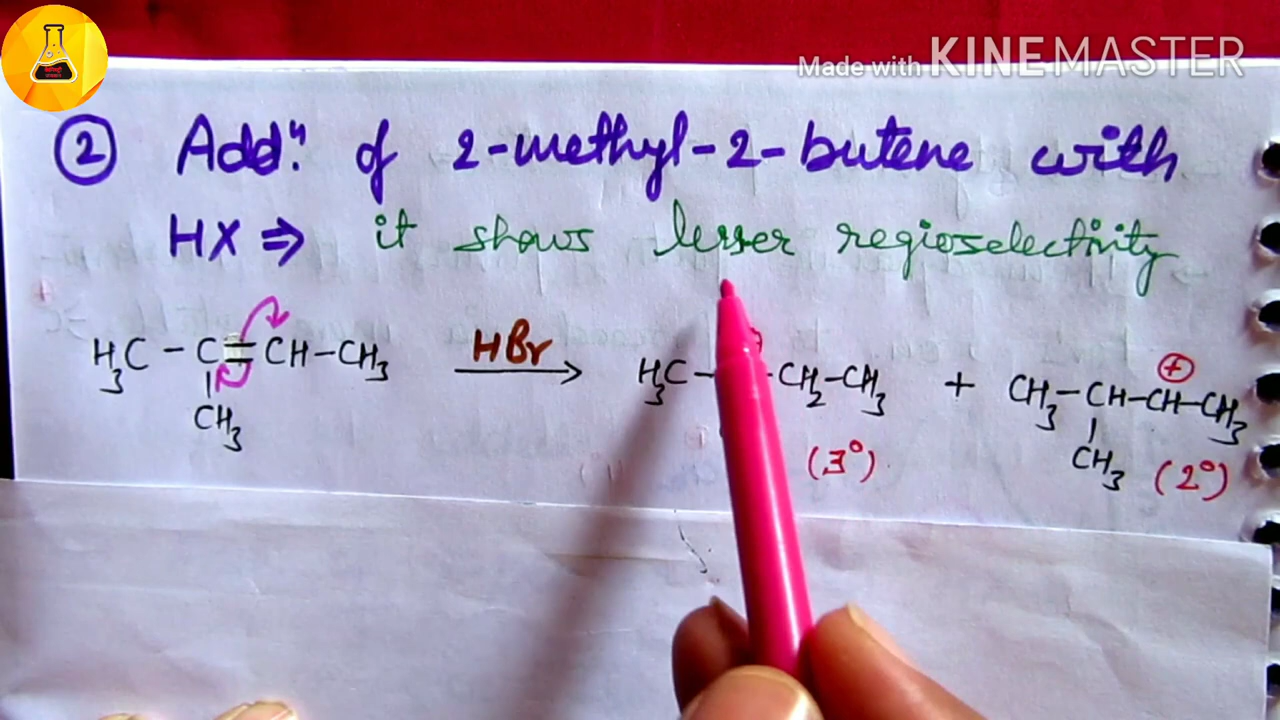 Made with KINEMASTER
② Addⁿ. of 2-methyl-2-butene with
HX ⇒ it shows lesser regioselectivity
H₃C-C=CH-CH₃ HBr → H₃C- CH₂-CH₃ + CH₃-CH-CH-CH₃ ⊕
CH₃ (3°) CH₃ (2°)